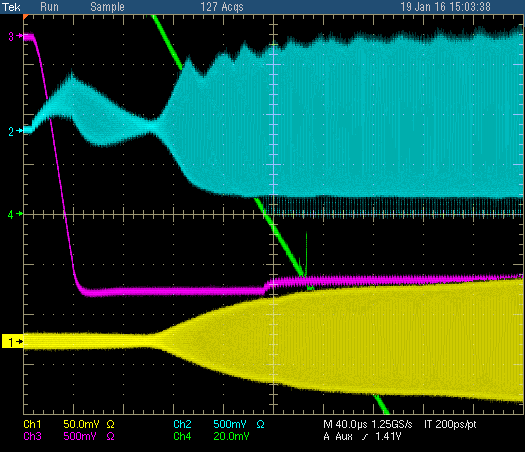 Tek Run Sample 127 Acqs 19 Jan 16 15:03:38
3
2
4
1
Ch1 50.0mV Ω Ch2 500mV Ω M 40.0µs 1.25GS/s IT 200ps/pt
Ch3 500mV Ω Ch4 20.0mV A Aux ∕ 1.41V